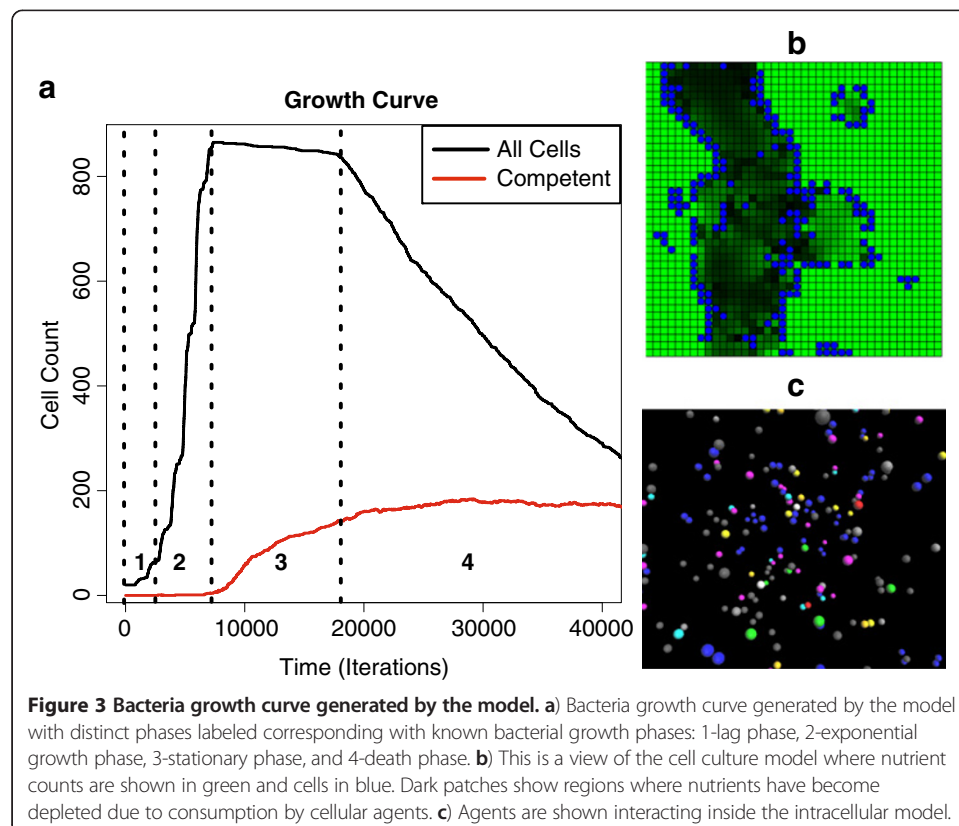 a
b
Growth Curve
All Cells
Competent
Cell Count
0
200
400
600
800
1
2
3
4
0
10000
20000
30000
40000
Time (Iterations)
c
Figure 3 Bacteria growth curve generated by the model. a) Bacteria growth curve generated by the model
with distinct phases labeled corresponding with known bacterial growth phases: 1-lag phase, 2-exponential
growth phase, 3-stationary phase, and 4-death phase. b) This is a view of the cell culture model where nutrient
counts are shown in green and cells in blue. Dark patches show regions where nutrients have become
depleted due to consumption by cellular agents. c) Agents are shown interacting inside the intracellular model.